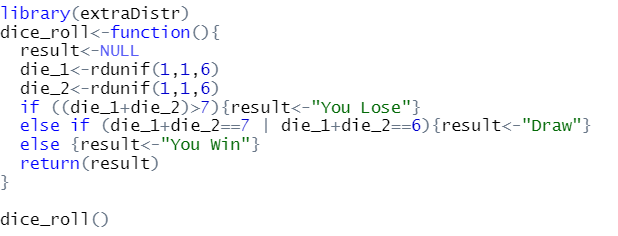 library(extraDistr)
dice_roll<-function(){
  result<-NULL
  die_1<-rdunif(1,1,6)
  die_2<-rdunif(1,1,6)
  if ((die_1+die_2)>7){result<-"You Lose"}
  else if (die_1+die_2==7 | die_1+die_2==6){result<-"Draw"}
  else {result<-"You Win"}
  return(result)
}

dice_roll()